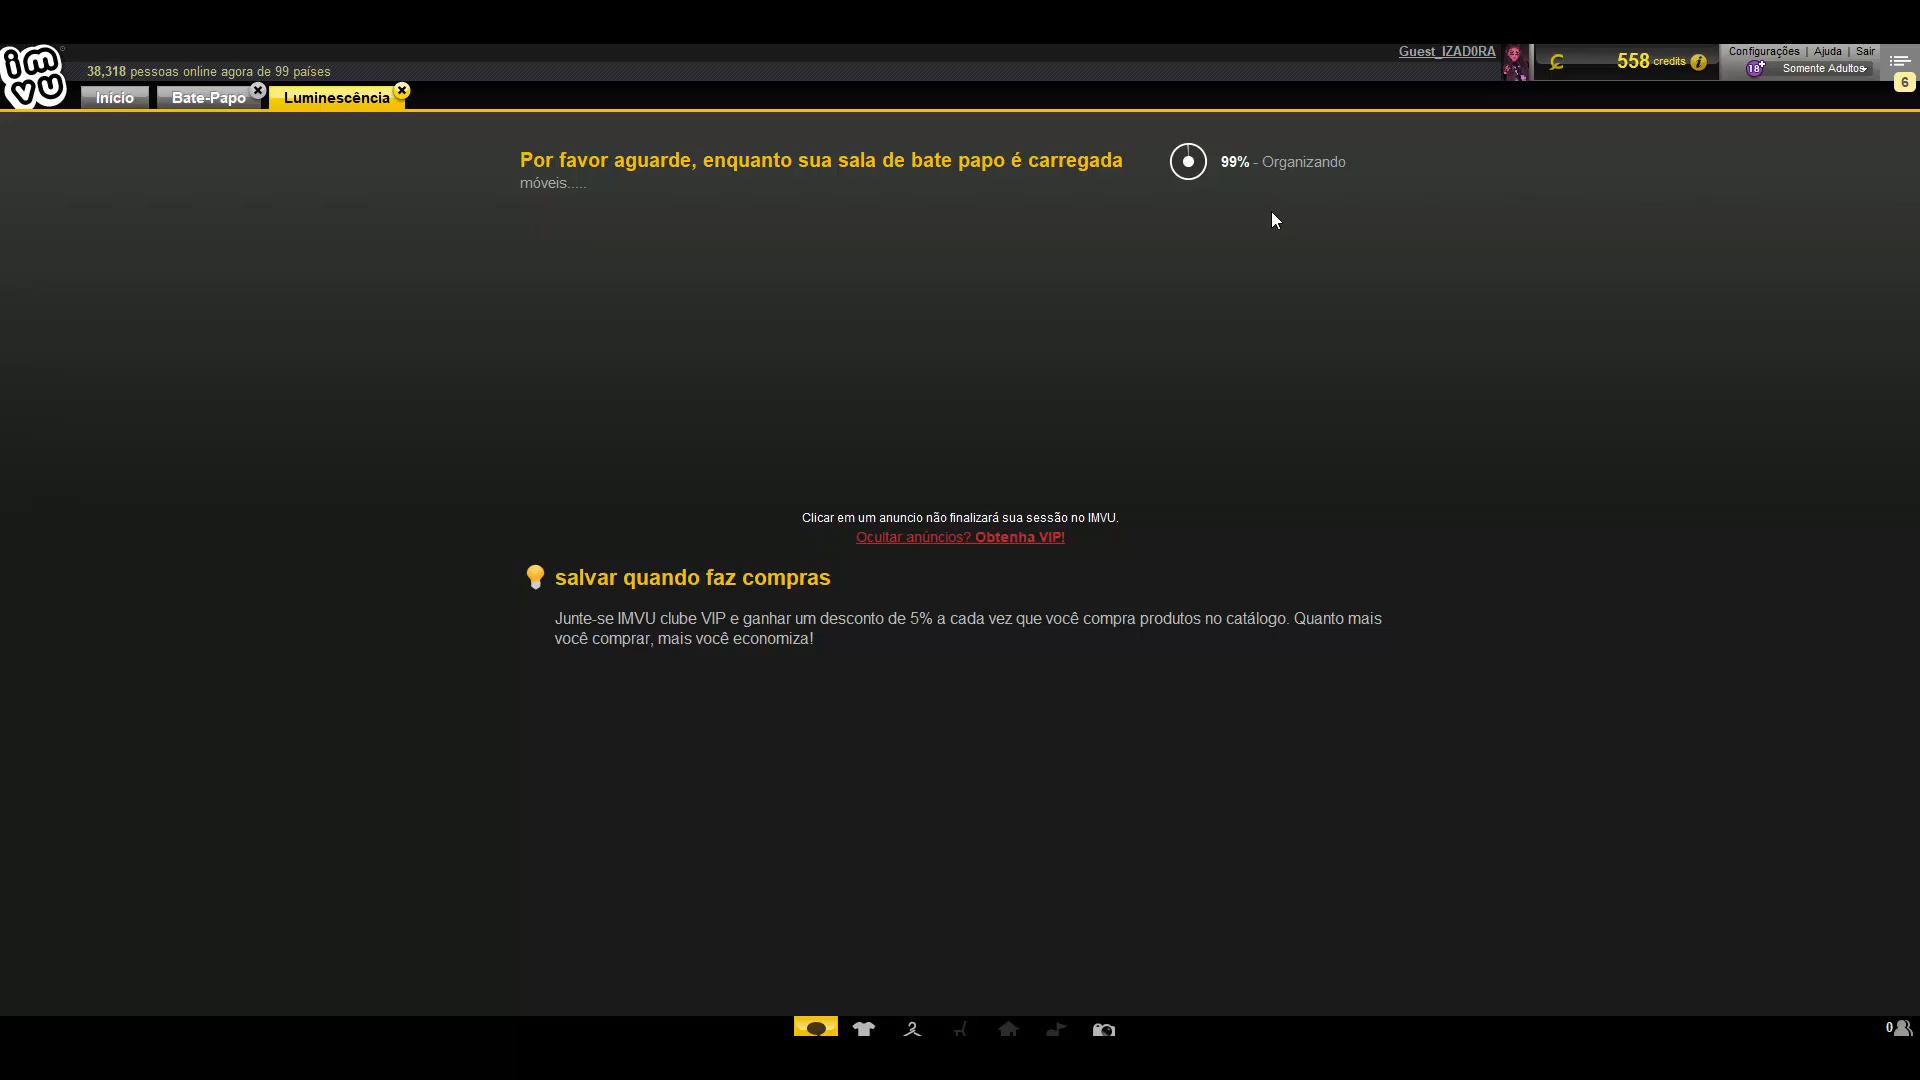 imvu
Guest_IZAD0RA
558 credits
Configurações | Ajuda | Sair
18+ Somente Adultos
38,318 pessoas online agora de 99 países
6
Início
Bate-Papo
Luminescência
Por favor aguarde, enquanto sua sala de bate papo é carregada
99% - Organizando
móveis.....
Clicar em um anuncio não finalizará sua sessão no IMVU.
Ocultar anúncios? Obtenha VIP!
salvar quando faz compras
Junte-se IMVU clube VIP e ganhar um desconto de 5% a cada vez que você compra produtos no catálogo. Quanto mais
você comprar, mais você economiza!
0